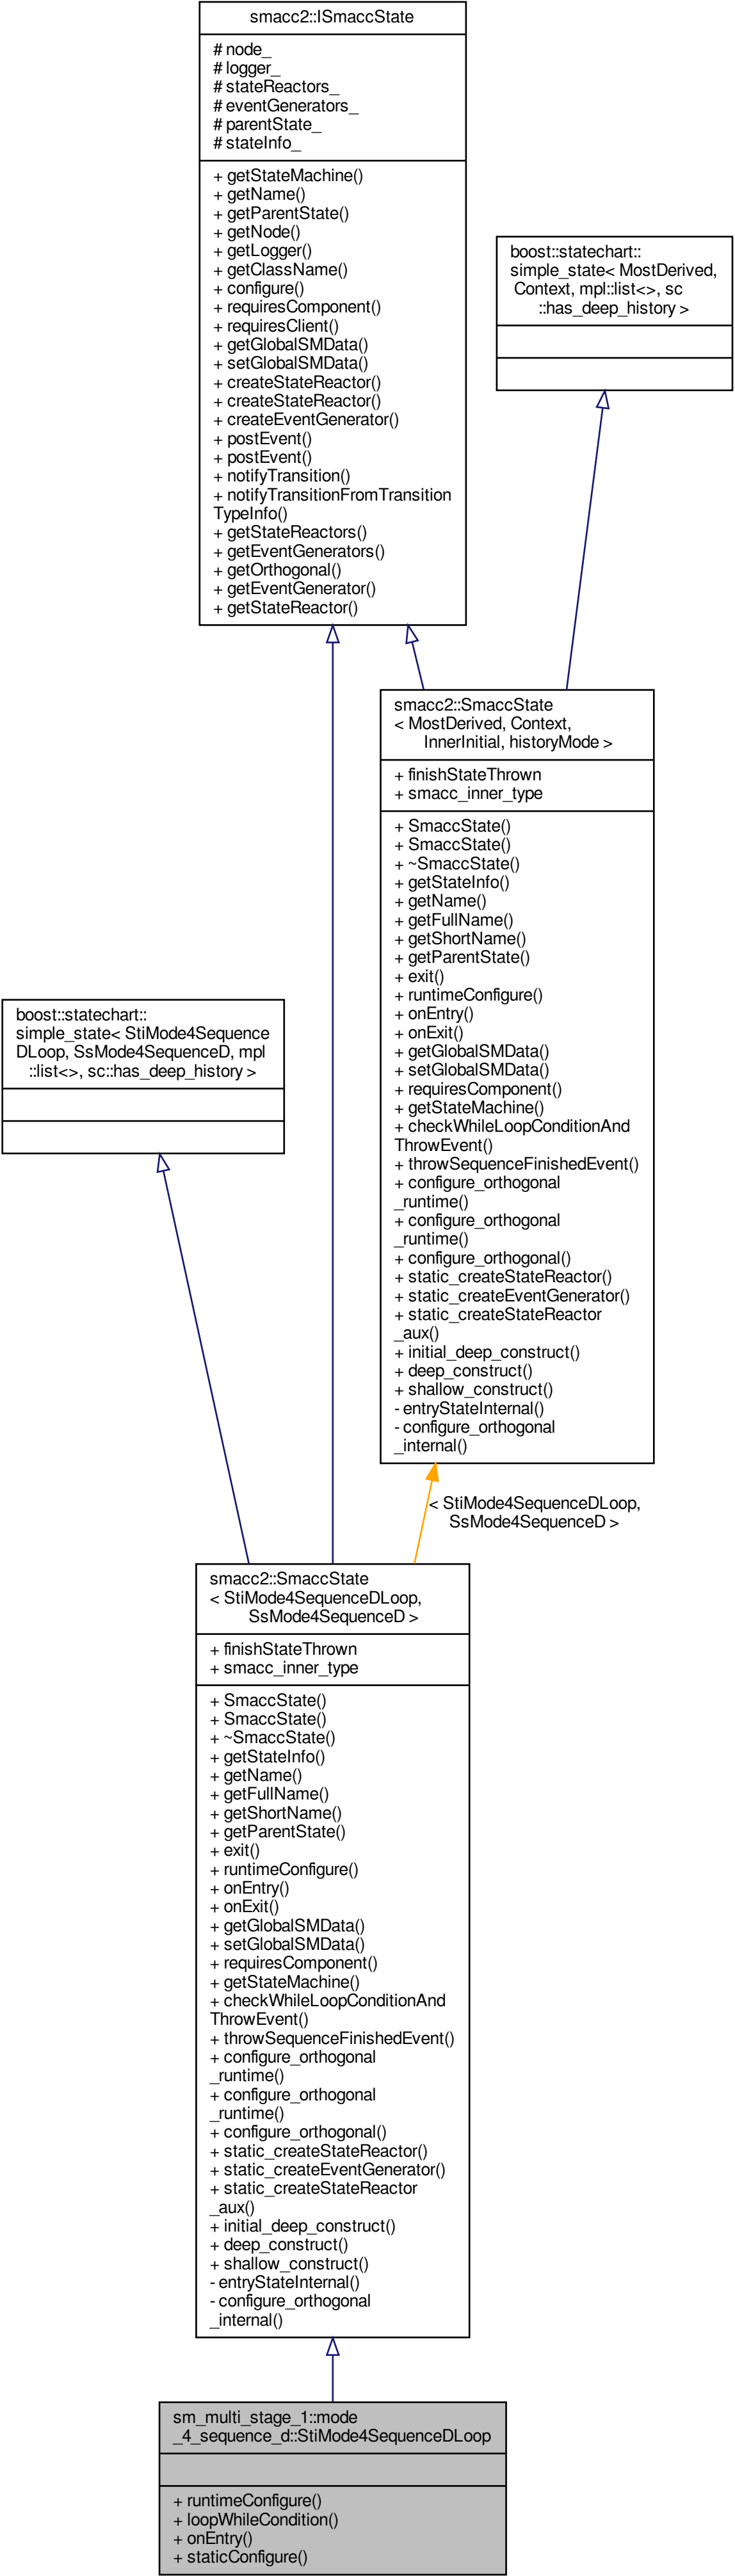 smacc2::ISmaccState
# node_
# logger_
# stateReactors_
# eventGenerators_
# parentState_
# stateInfo_
+ getStateMachine()
+ getName()
+ getParentState()
+ getNode()
+ getLogger()
+ getClassName()
+ configure()
+ requiresComponent()
+ requiresClient()
+ getGlobalSMData()
+ setGlobalSMData()
+ createStateReactor()
+ createStateReactor()
+ createEventGenerator()
+ postEvent()
+ postEvent()
+ notifyTransition()
+ notifyTransitionFromTransition
TypeInfo()
+ getStateReactors()
+ getEventGenerators()
+ getOrthogonal()
+ getEventGenerator()
+ getStateReactor()
boost::statechart::
simple_state< MostDerived,
Context, mpl::list<>, sc
::has_deep_history >
smacc2::SmaccState
< MostDerived, Context,
InnerInitial, historyMode >
+ finishStateThrown
+ smacc_inner_type
+ SmaccState()
+ SmaccState()
+ ~SmaccState()
+ getStateInfo()
+ getName()
+ getFullName()
+ getShortName()
+ getParentState()
+ exit()
+ runtimeConfigure()
+ onEntry()
+ onExit()
+ getGlobalSMData()
+ setGlobalSMData()
+ requiresComponent()
+ getStateMachine()
+ checkWhileLoopConditionAnd
ThrowEvent()
+ throwSequenceFinishedEvent()
+ configure_orthogonal
_runtime()
+ configure_orthogonal
_runtime()
+ configure_orthogonal()
+ static_createStateReactor()
+ static_createEventGenerator()
+ static_createStateReactor
_aux()
+ initial_deep_construct()
+ deep_construct()
+ shallow_construct()
- entryStateInternal()
- configure_orthogonal
_internal()
boost::statechart::
simple_state< StiMode4Sequence
DLoop, SsMode4SequenceD, mpl
::list<>, sc::has_deep_history >
< StiMode4SequenceDLoop,
SsMode4SequenceD >
smacc2::SmaccState
< StiMode4SequenceDLoop,
SsMode4SequenceD >
+ finishStateThrown
+ smacc_inner_type
+ SmaccState()
+ SmaccState()
+ ~SmaccState()
+ getStateInfo()
+ getName()
+ getFullName()
+ getShortName()
+ getParentState()
+ exit()
+ runtimeConfigure()
+ onEntry()
+ onExit()
+ getGlobalSMData()
+ setGlobalSMData()
+ requiresComponent()
+ getStateMachine()
+ checkWhileLoopConditionAnd
ThrowEvent()
+ throwSequenceFinishedEvent()
+ configure_orthogonal
_runtime()
+ configure_orthogonal
_runtime()
+ configure_orthogonal()
+ static_createStateReactor()
+ static_createEventGenerator()
+ static_createStateReactor
_aux()
+ initial_deep_construct()
+ deep_construct()
+ shallow_construct()
- entryStateInternal()
- configure_orthogonal
_internal()
sm_multi_stage_1::mode
_4_sequence_d::StiMode4SequenceDLoop
+ runtimeConfigure()
+ loopWhileCondition()
+ onEntry()
+ staticConfigure()